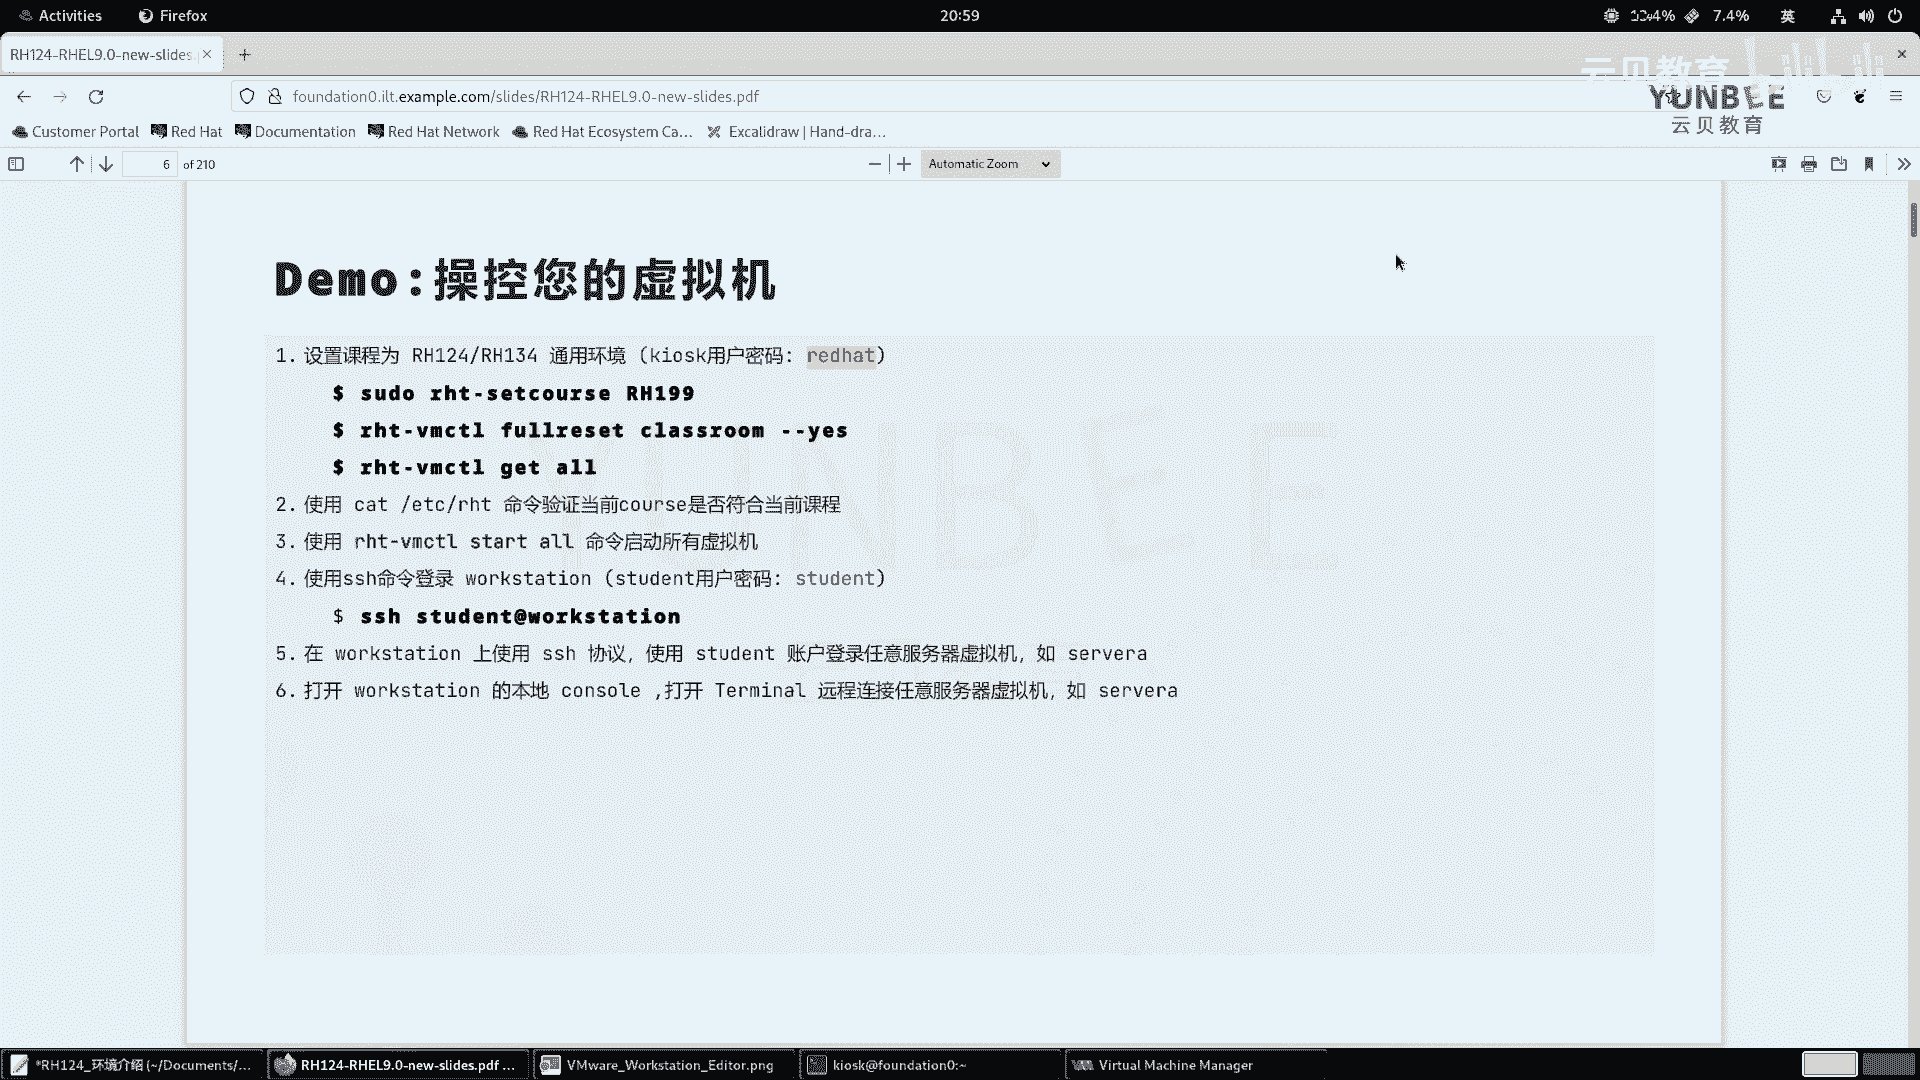 Activities Firefox 20:59 7.4% 英
RH124-RHEL9.0-new-slides.
foundation0.ilt.example.com/slides/RH124-RHEL9.0-new-slides.pdf
云贝教育
YUNBEE
云贝教育
Customer Portal Red Hat Documentation Red Hat Network Red Hat Ecosystem Ca… Excalidraw | Hand-dra…
6 of 210 Automatic Zoom
Demo:操控您的虚拟机
1. 设置课程为 RH124/RH134 通用环境 (kiosk用户密码: redhat)
$ sudo rht-setcourse RH199
$ rht-vmctl fullreset classroom --yes
$ rht-vmctl get all
2. 使用 cat /etc/rht 命令验证当前course是否符合当前课程
3. 使用 rht-vmctl start all 命令启动所有虚拟机
4. 使用ssh命令登录 workstation (student用户密码: student)
$ ssh student@workstation
5. 在 workstation 上使用 ssh 协议, 使用 student 账户登录任意服务器虚拟机, 如 servera
6. 打开 workstation 的本地 console ,打开 Terminal 远程连接任意服务器虚拟机, 如 servera
YUNBEE
*RH124_环境介绍 (~/Documents/… RH124-RHEL9.0-new-slides.pdf … VMware_Workstation_Editor.png kiosk@foundation0:~ Virtual Machine Manager